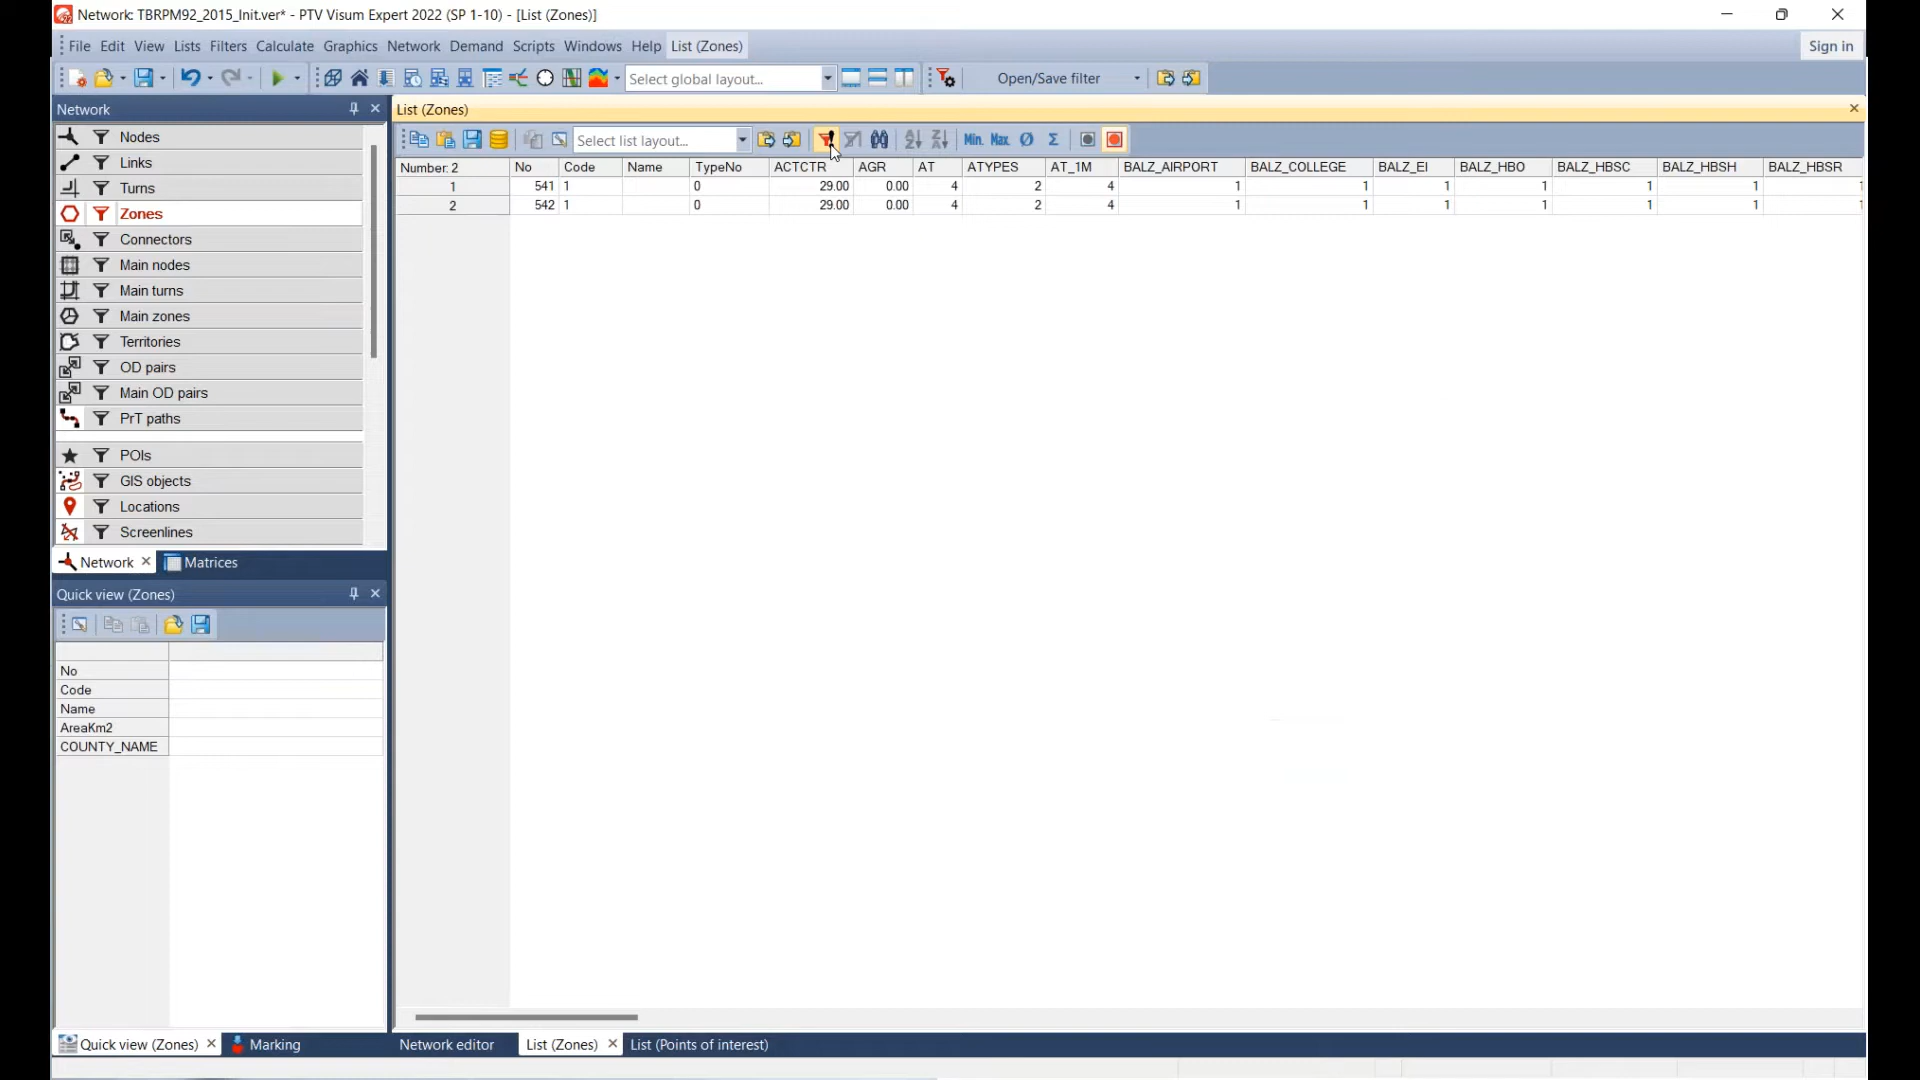 Network: TBRPM92_2015_Init.ver* - PTV Visum Expert 2022 (SP 1-10) - [List (Zones)]
File Edit View Lists Filters Calculate Graphics Network Demand Scripts Windows Help List (Zones) Sign in
Select global layout... Open/Save filter
Network
Nodes
Links
Turns
Zones
Connectors
Main nodes
Main turns
Main zones
Territories
OD pairs
Main OD pairs
PrT paths
POIs
GIS objects
Locations
Screenlines
Network Matrices
Quick view (Zones)
No
Code
Name
AreaKm2
COUNTY_NAME
Quick view (Zones) Marking
List (Zones)
Select list layout... Min. Max. Ø Σ
Number: 2 No Code Name TypeNo ACTCTR AGR AT ATYPES AT_1M BALZ_AIRPORT BALZ_COLLEGE BALZ_EI BALZ_HBO BALZ_HBSC BALZ_HBSH BALZ_HBSR
1 541 1 0 29.00 0.00 4 2 4 1 1 1 1 1 1 1
2 542 1 0 29.00 0.00 4 2 4 1 1 1 1 1 1 1
Network editor List (Zones) List (Points of interest)